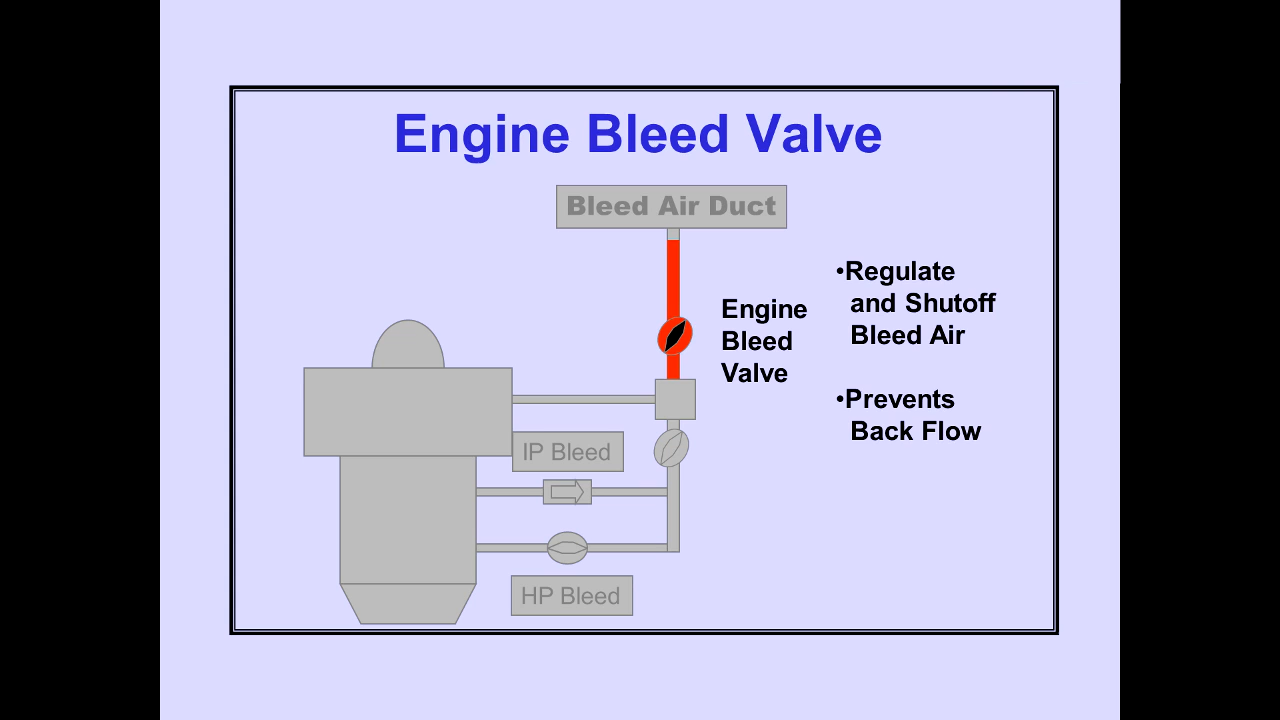 Engine Bleed Valve
Bleed Air Duct
Engine
Bleed
Valve
•Regulate
and Shutoff
Bleed Air
•Prevents
Back Flow
IP Bleed
HP Bleed